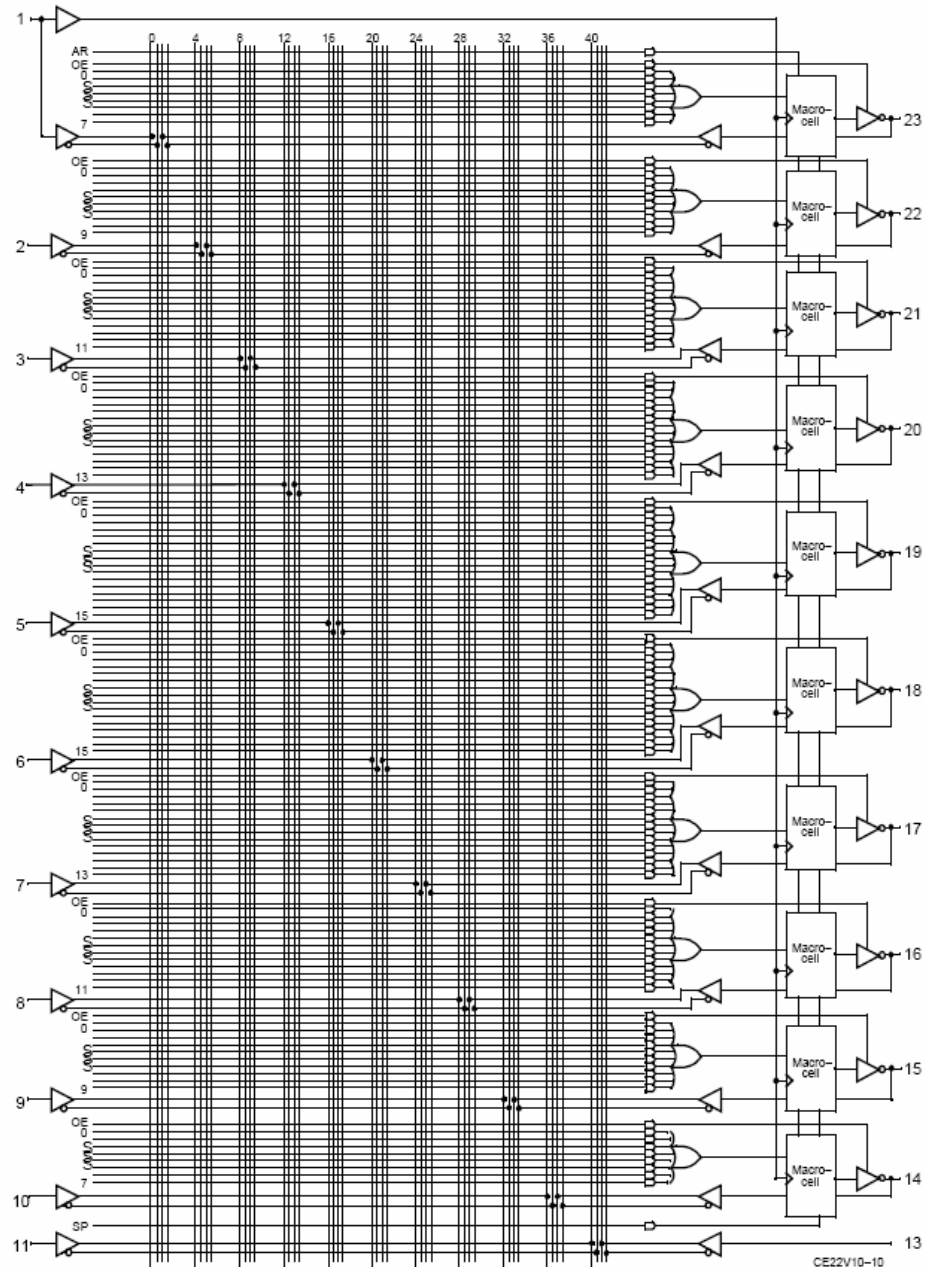 1
0 4 8 12 16 20 24 28 32 36 40
AR
OE
0
S
S
S
7
Macro–
cell
23
OE
0
S
S
S
9
Macro–
cell
22
2
OE
0
S
S
S
11
Macro–
cell
21
3
OE
0
S
S
S
13
Macro–
cell
20
4
OE
0
S
S
S
15
Macro–
cell
19
5
OE
0
S
S
S
15
Macro–
cell
18
6
OE
0
S
S
S
13
Macro–
cell
17
7
OE
0
S
S
S
11
Macro–
cell
16
8
OE
0
S
S
S
9
Macro–
cell
15
9
OE
0
S
S
S
7
Macro–
cell
14
10
SP
11
13
CE22V10–10